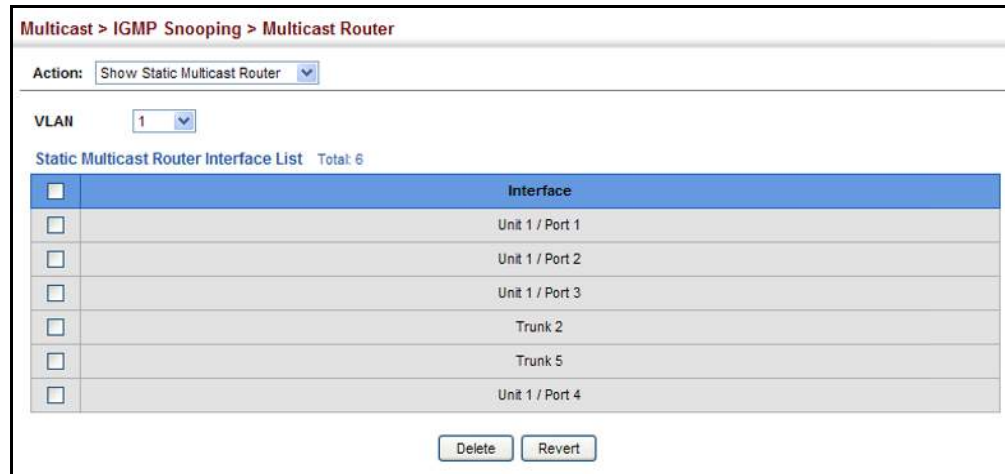 Multicast > IGMP Snooping > Multicast Router
Action: Show Static Multicast Router
VLAN 1
Static Multicast Router Interface List Total: 6
Interface
Unit 1 / Port 1
Unit 1 / Port 2
Unit 1 / Port 3
Trunk 2
Trunk 5
Unit 1 / Port 4
Delete Revert